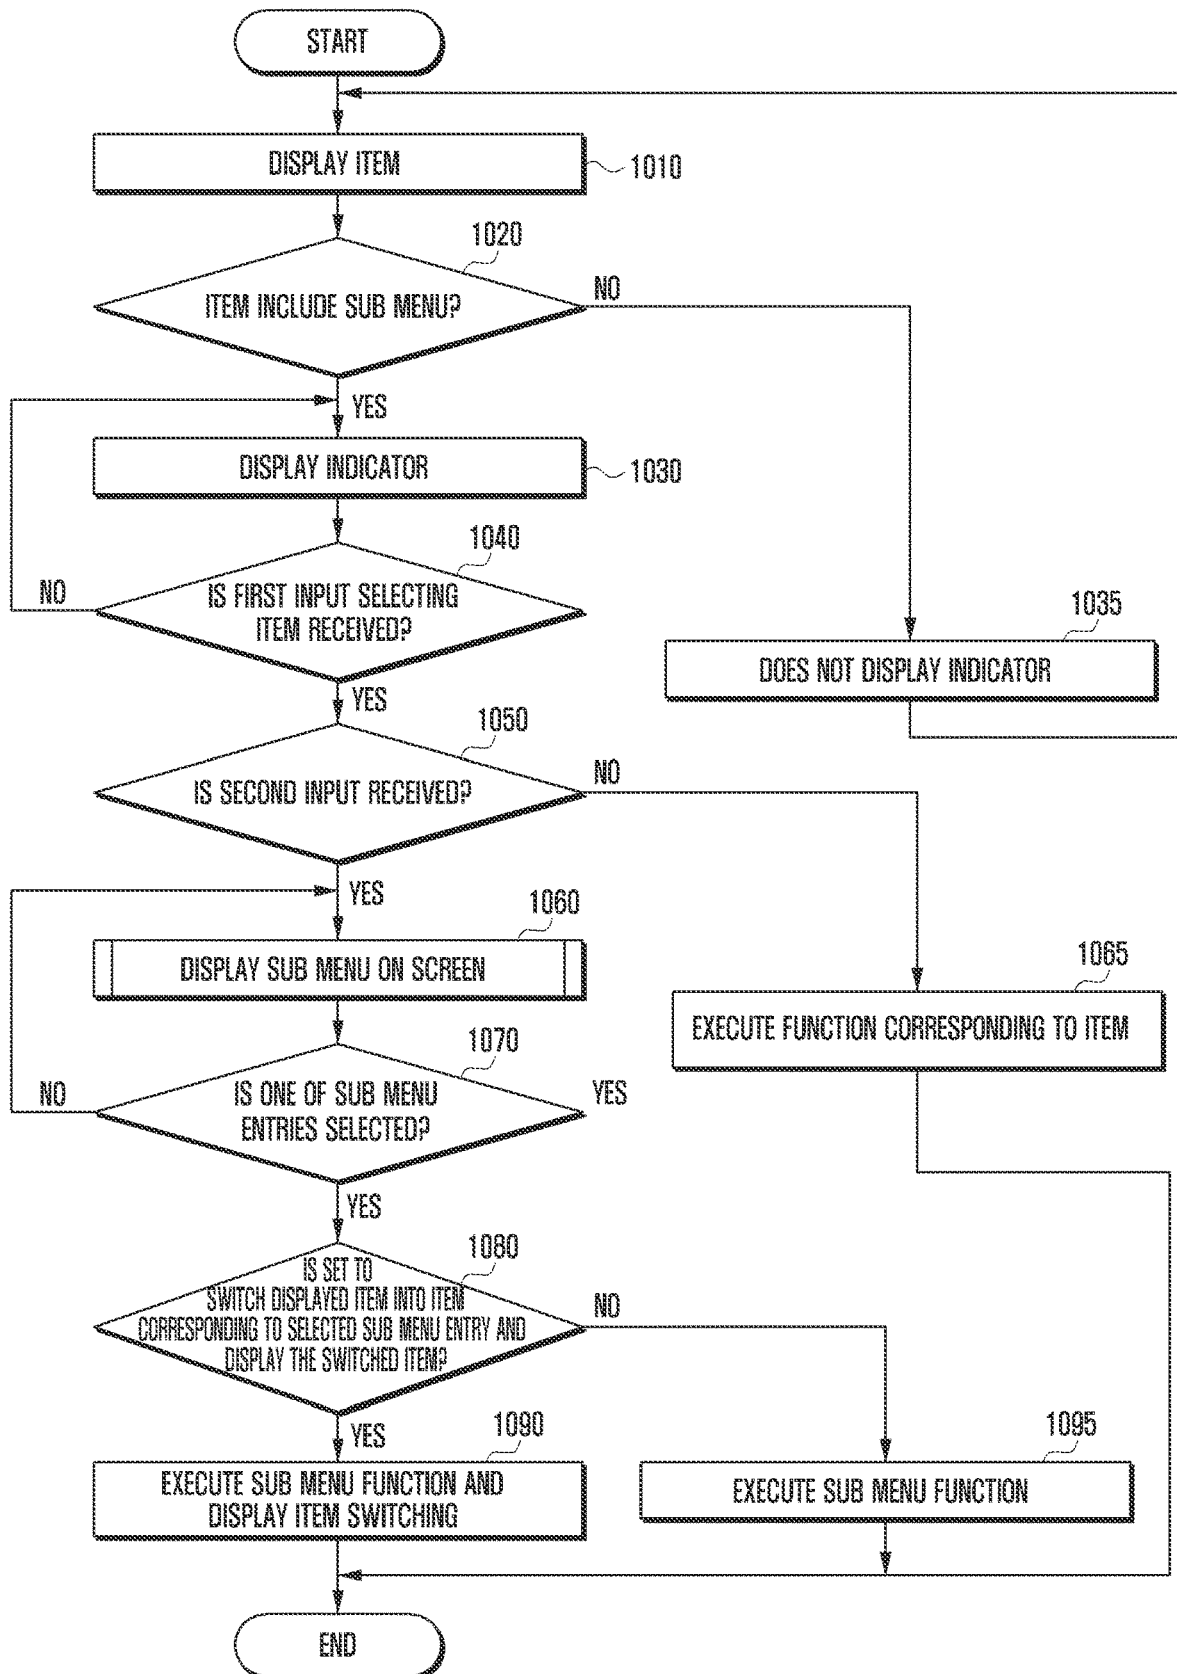 START
DISPLAY ITEM
1010
1020
ITEM INCLUDE SUB MENU?
NO
YES
DISPLAY INDICATOR
1030
1040
NO
IS FIRST INPUT SELECTING
ITEM RECEIVED?
1035
DOES NOT DISPLAY INDICATOR
YES
1050
IS SECOND INPUT RECEIVED?
NO
YES
1060
DISPLAY SUB MENU ON SCREEN
1065
EXECUTE FUNCTION CORRESPONDING TO ITEM
1070
NO
IS ONE OF SUB MENU
ENTRIES SELECTED?
YES
YES
1080
IS SET TO
SWITCH DISPLAYED ITEM INTO ITEM
CORRESPONDING TO SELECTED SUB MENU ENTRY AND
DISPLAY THE SWITCHED ITEM?
NO
YES
1090
EXECUTE SUB MENU FUNCTION AND
DISPLAY ITEM SWITCHING
1095
EXECUTE SUB MENU FUNCTION
END